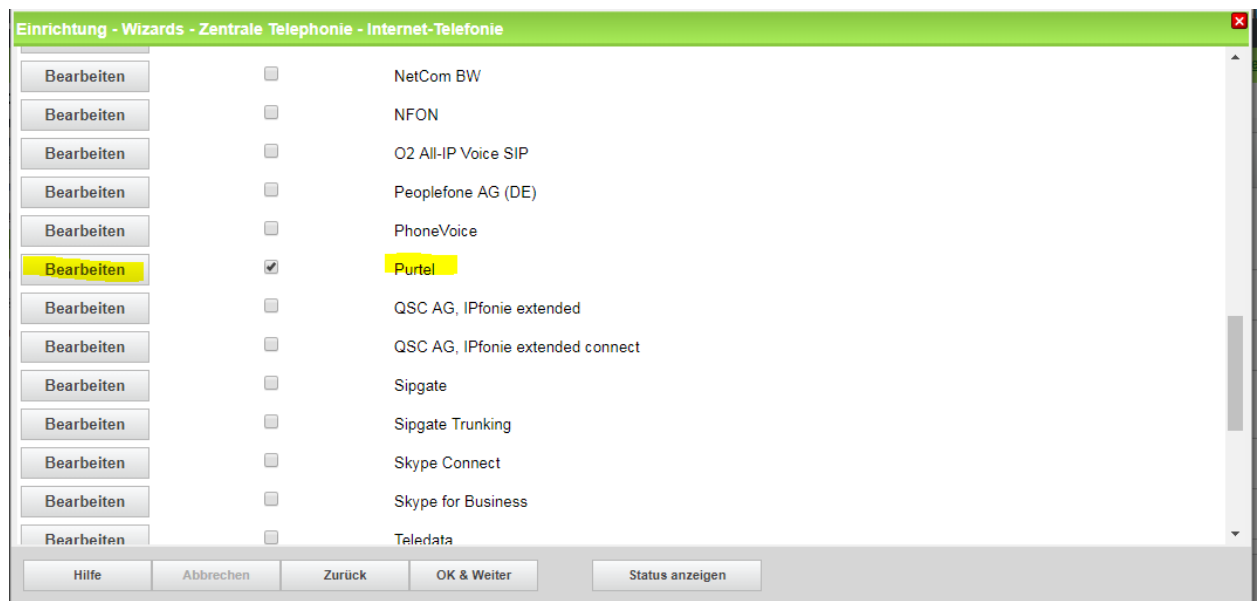 Einrichtung - Wizards - Zentrale Telephonie - Internet-Telefonie
Bearbeiten NetCom BW
Bearbeiten NFON
Bearbeiten O2 All-IP Voice SIP
Bearbeiten Peoplefone AG (DE)
Bearbeiten PhoneVoice
Bearbeiten Purtel
Bearbeiten QSC AG, IPfonie extended
Bearbeiten QSC AG, IPfonie extended connect
Bearbeiten Sipgate
Bearbeiten Sipgate Trunking
Bearbeiten Skype Connect
Bearbeiten Skype for Business
Bearbeiten Teledata
Hilfe Abbrechen Zurück OK & Weiter Status anzeigen